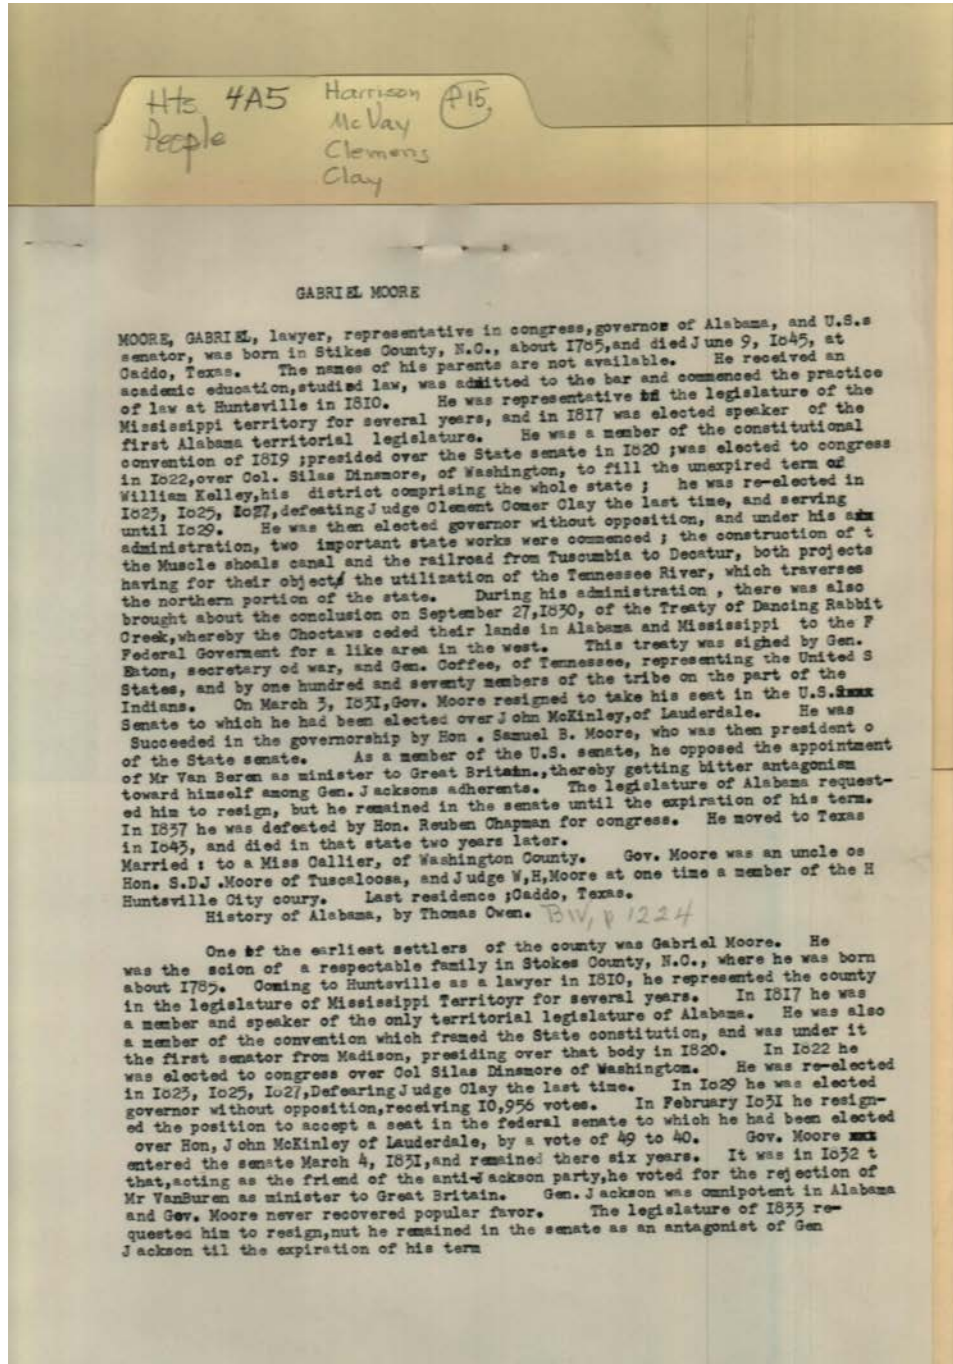 Hts 4A5 Harrison P15,
People McVay
Clemens
Clay
GABRIEL MOORE
MOORE, GABRIEL, lawyer, representative in congress,governor of Alabama, and U.S.s
senator, was born in Stikes County, N.C., about I785,and died June 9, I845, at
Caddo, Texas. The names of his parents are not available. He received an
academic education,studied law, was admitted to the bar and commenced the practice
of law at Huntsville in I8I0. He was representative in the legislature of the
Mississippi territory for several years, and in I8I7 was elected speaker of the
first Alabama territorial legislature. He was a member of the constitutional
convention of I8I9 ;presided over the State senate in I820 ;was elected to congress
in I822,over Col. Silas Dinsmore, of Washington, to fill the unexpired term of
William Kelley,his district comprising the whole state ; he was re-elected in
I823, I825, I827,defeating Judge Clement Comer Clay the last time, and serving
until I829. He was then elected governor without opposition, and under his adm
administration, two important state works were commenced ; the construction of t
the Muscle shoals canal and the railroad from Tuscumbia to Decatur, both projects
having for their object the utilization of the Tennessee River, which traverses
the northern portion of the state. During his administration , there was also
brought about the conclusion on September 27,I830, of the Treaty of Dancing Rabbit
Creek,whereby the Choctaws ceded their lands in Alabama and Mississippi to the F
Federal Goverment for a like area in the west. This treaty was sighed by Gen.
Eaton, secretary od war, and Gen. Coffee, of Tennessee, representing the United S
States, and by one hundred and seventy members of the tribe on the part of the
Indians. On March 3, I83I,Gov. Moore resigned to take his seat in the U.S.
Senate to which he had been elected over John McKinley,of Lauderdale. He was
Succeeded in the governorship by Hon . Samuel B. Moore, who was then president o
of the State senate. As a member of the U.S. senate, he opposed the appointment
of Mr Van Beren as minister to Great Britain.,thereby getting bitter antagonism
toward himself among Gen. Jacksons adherents. The legislature of Alabama request-
ed him to resign, but he remained in the senate until the expiration of his term.
In I837 he was defeated by Hon. Reuben Chapman for congress. He moved to Texas
in I843, and died in that state two years later.
Married : to a Miss Callier, of Washington County. Gov. Moore was an uncle os
Hon. S.D.J .Moore of Tuscaloosa, and Judge W,H,Moore at one time a member of the H
Huntsville City coury. Last residence ;Caddo, Texas.
History of Alabama, by Thomas Owen. BIV, p 1224
One of the earliest settlers of the county was Gabriel Moore. He
was the scion of a respectable family in Stokes County, N.C., where he was born
about I785. Coming to Huntsville as a lawyer in I8I0, he represented the county
in the legislature of Mississippi Territoyr for several years. In I8I7 he was
a member and speaker of the only territorial legislature of Alabama. He was also
a member of the convention which framed the State constitution, and was under it
the first senator from Madison, presiding over that body in I820. In I822 he
was elected to congress over Col Silas Dinsmore of Washington. He was re-elected
in I823, I825, I827,Defearing Judge Clay the last time. In I829 he was elected
governor without opposition,receiving I0,956 votes. In February I83I he resign-
ed the position to accept a seat in the federal senate to which he had been elected
over Hon, John McKinley of Lauderdale, by a vote of 49 to 40. Gov. Moore xxx
entered the senate March 4, I83I,and remained there six years. It was in I832 t
that,acting as the friend of the anti-Jackson party,he voted for the rejection of
Mr VanBuren as minister to Great Britain. Gen. Jackson was omnipotent in Alabama
and Gov. Moore never recovered popular favor. The legislature of I833 re-
quested him to resign,nut he remained in the senate as an antagonist of Gen
Jackson til the expiration of his term